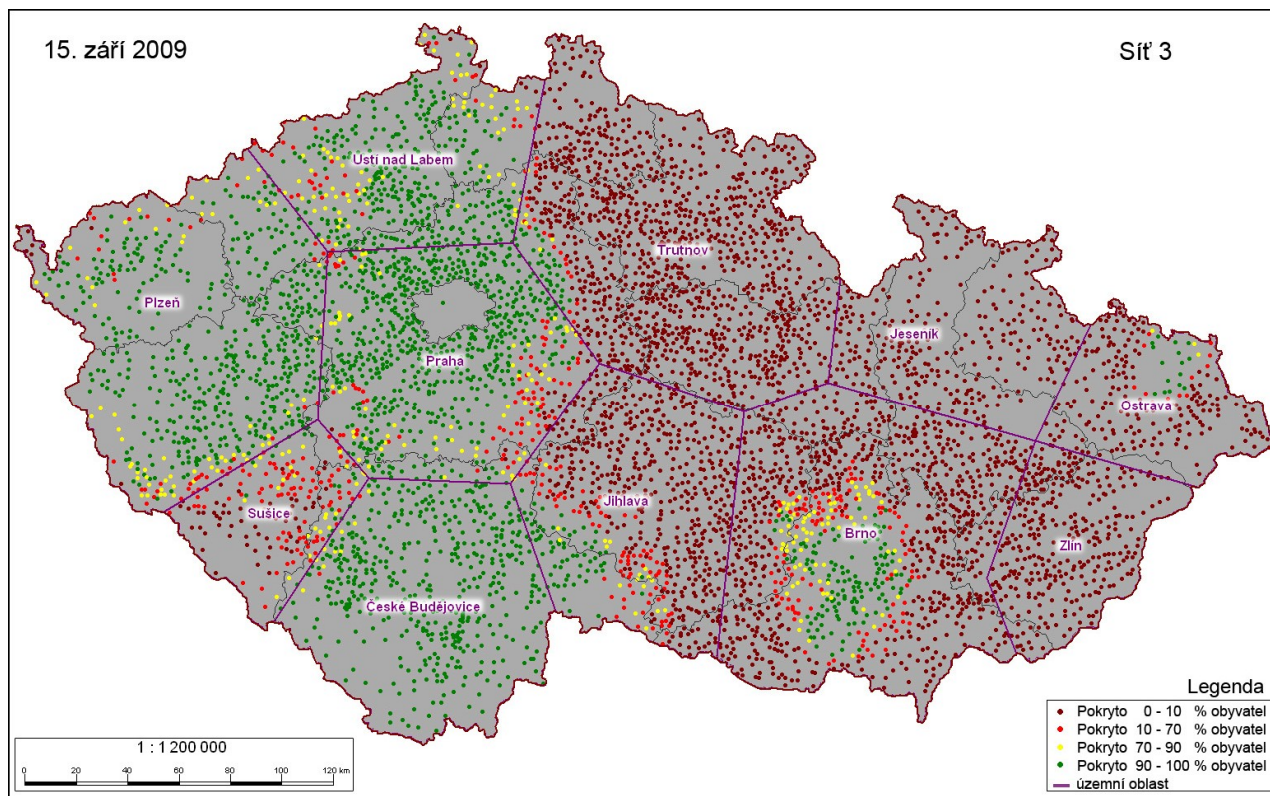 15. září 2009
Síť 3
Ústí nad Labem
Trutnov
Plzeň
Jeseník
Praha
Ostrava
Jihlava
Sušice
Brno
Zlín
České Budějovice
Legenda
Pokryto 0 - 10 % obyvatel
Pokryto 10 - 70 % obyvatel
Pokryto 70 - 90 % obyvatel
Pokryto 90 - 100 % obyvatel
územní oblast
1 : 1 200 000
0 20 40 60 80 100 120 km